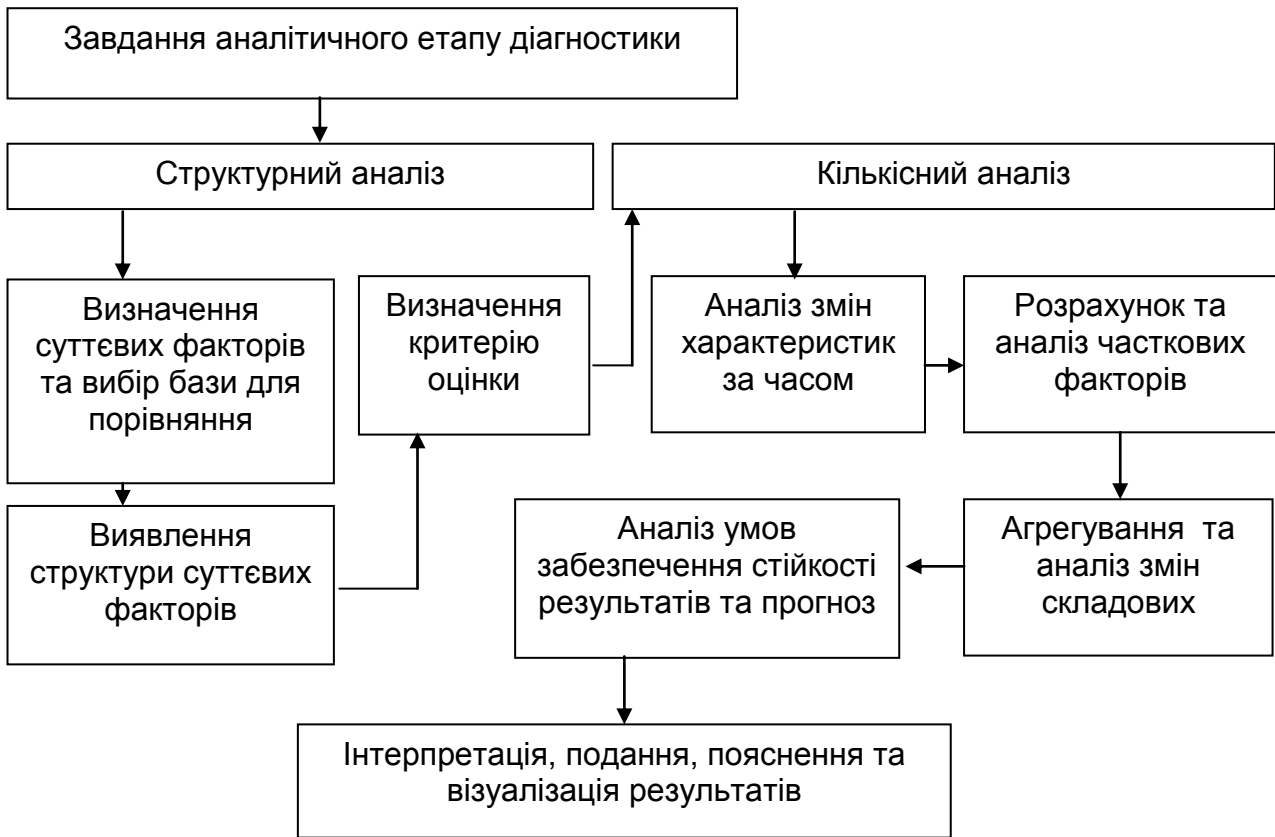 Завдання аналітичного етапу діагностики
Структурний аналіз
Кількісний аналіз
Визначення
суттєвих факторів
та вибір бази для
порівняння
Визначення
критерію
оцінки
Аналіз змін
характеристик
за часом
Розрахунок та
аналіз часткових
факторів
Виявлення
структури суттєвих
факторів
Аналіз умов
забезпечення стійкості
результатів та прогноз
Агрегування та
аналіз змін
складових
Інтерпретація, подання, пояснення та
візуалізація результатів